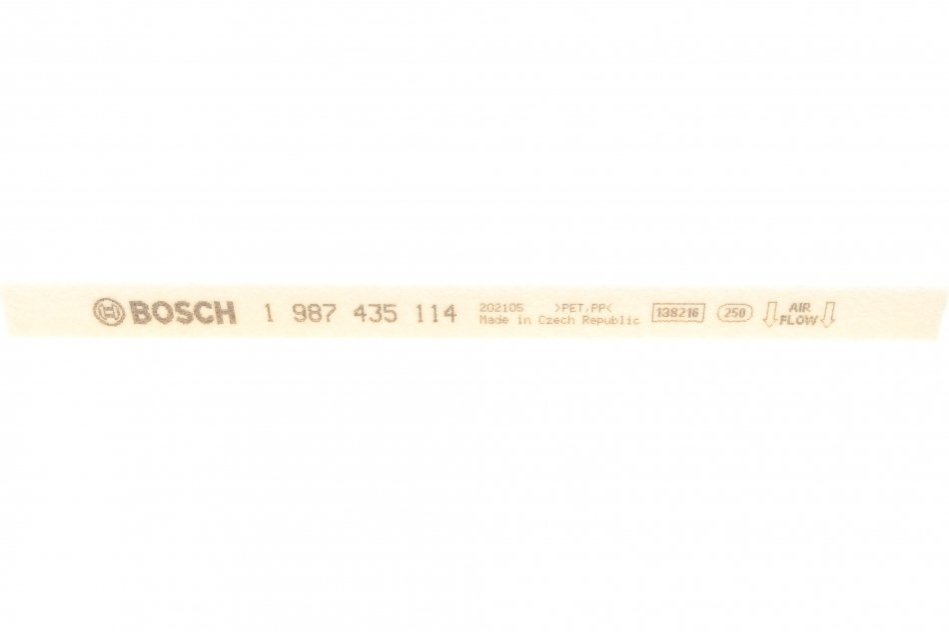 BOSCH 1 987 435 114
202105 >PET,PP<
Made in Czech Republic
138216
250
AIR
FLOW